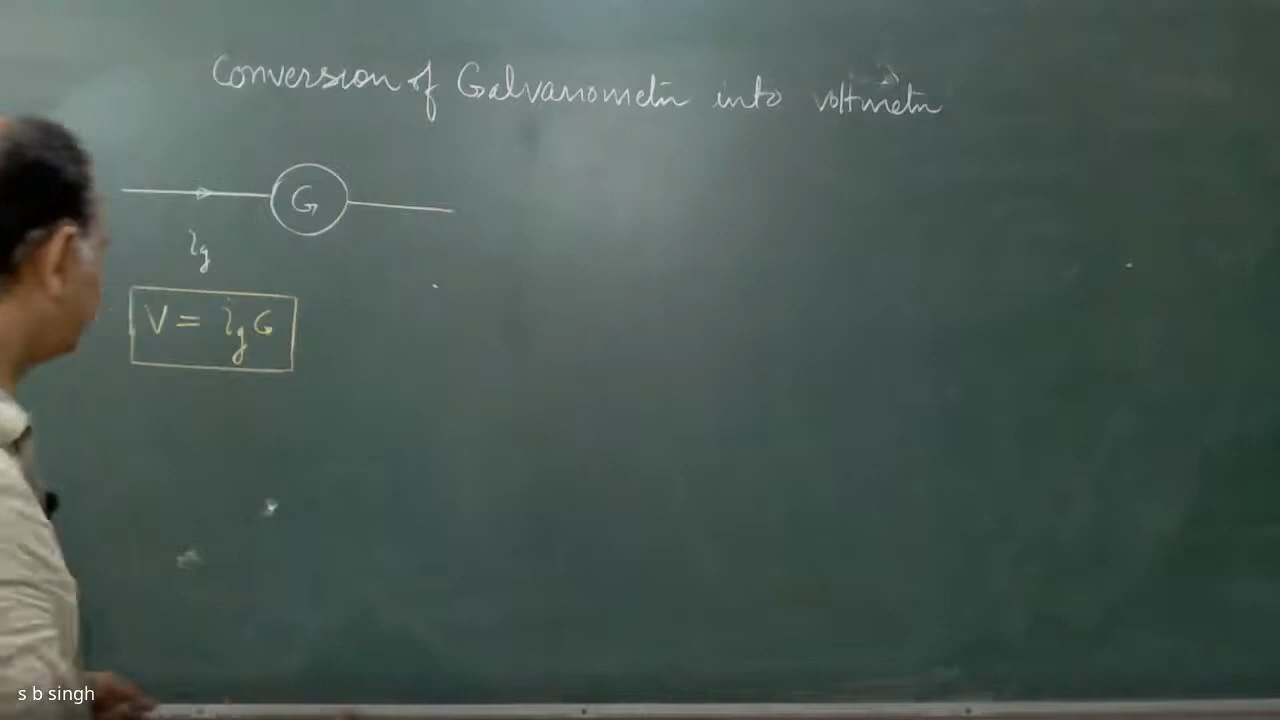 Conversion of Galvanometer into voltmeter
G
ig
V = igG
s b singh